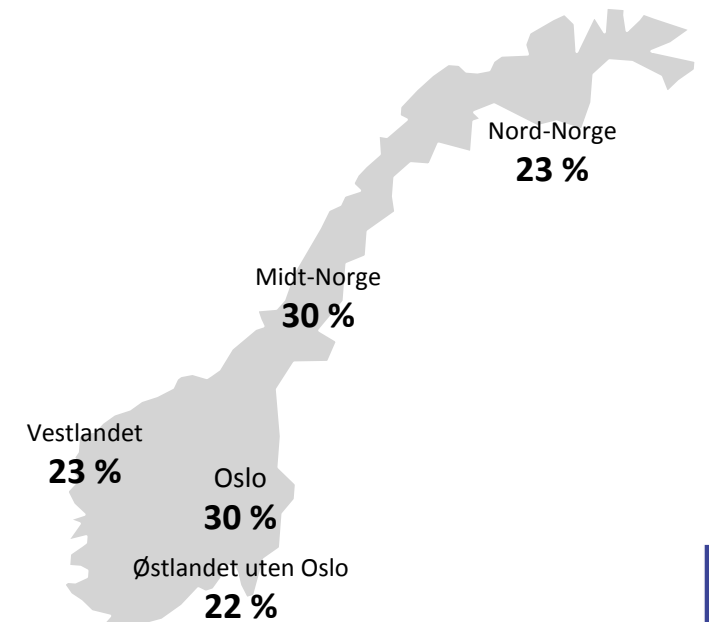 Nord-Norge
23 %
Midt-Norge
30 %
Vestlandet
23 %
Oslo
30 %
Østlandet uten Oslo
22 %